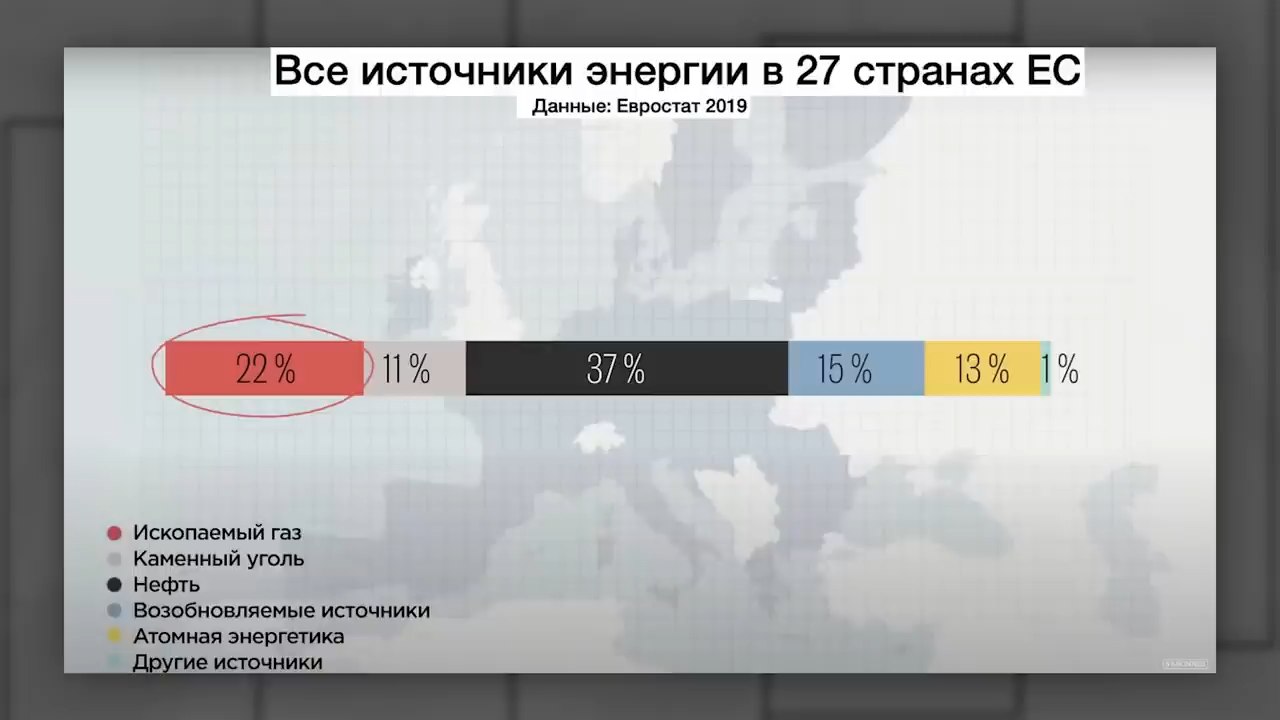 Все источники энергии в 27 странах ЕС
Данные: Евростат 2019
22 % 11 % 37 % 15 % 13 % 1 %
Ископаемый газ
Каменный уголь
Нефть
Возобновляемые источники
Атомная энергетика
Другие источники